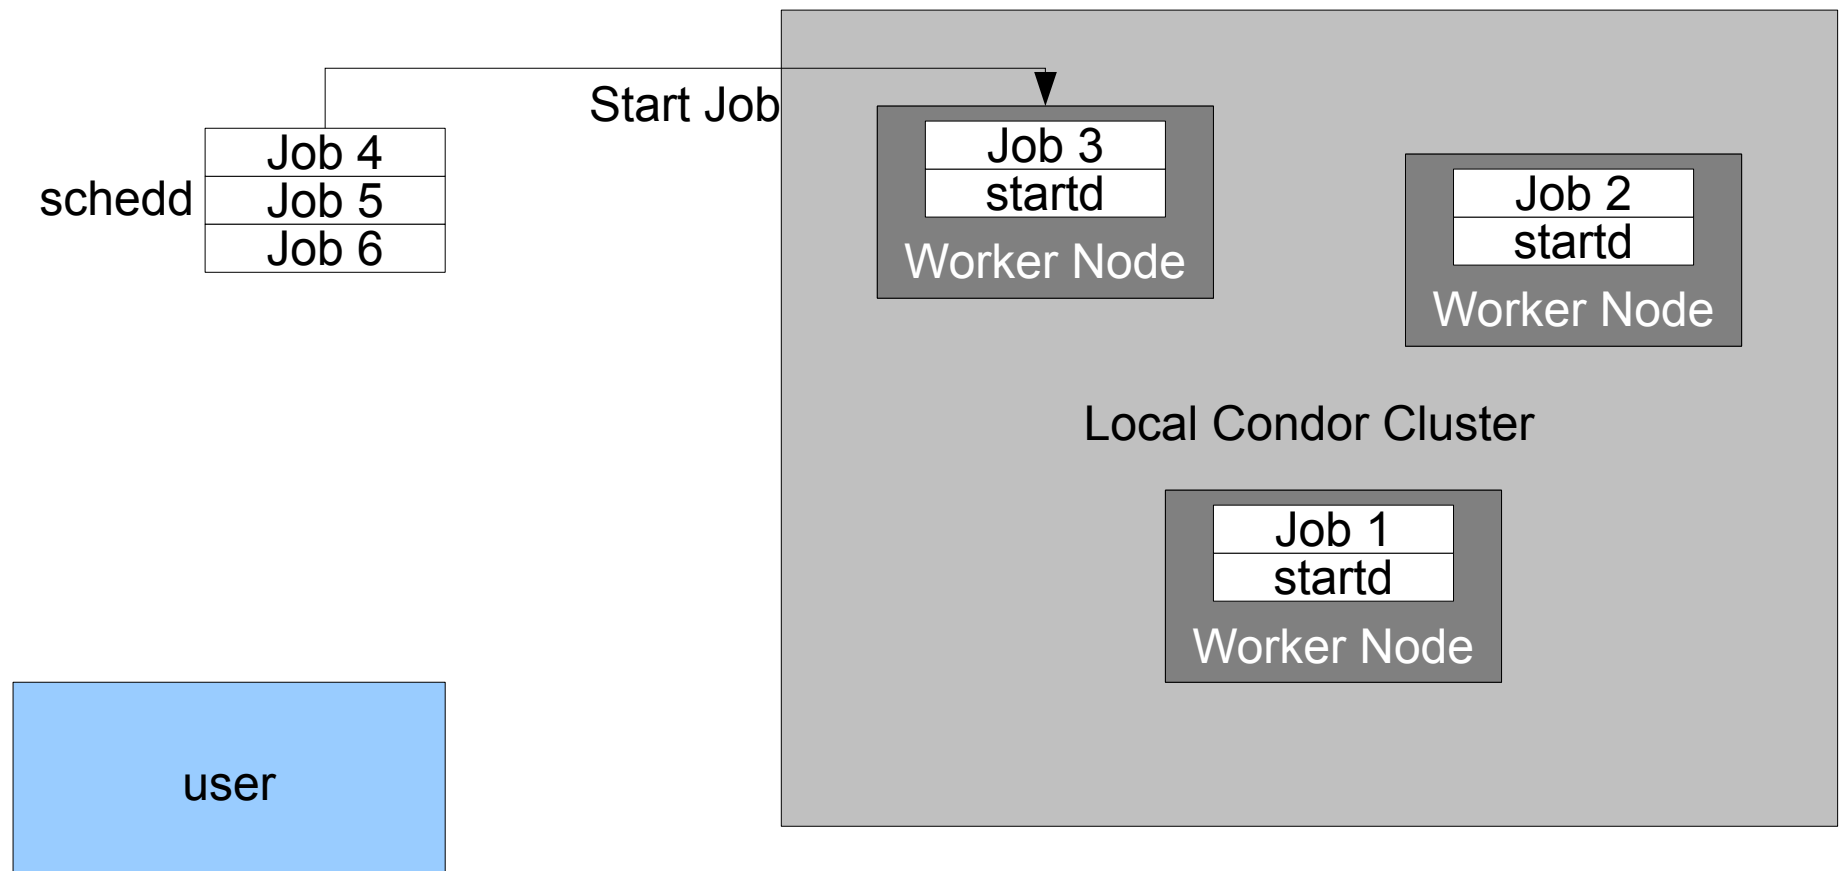 Start Job
schedd
Job 4
Job 5
Job 6
Job 3
startd
Worker Node
Job 2
startd
Worker Node
Local Condor Cluster
Job 1
startd
Worker Node
user